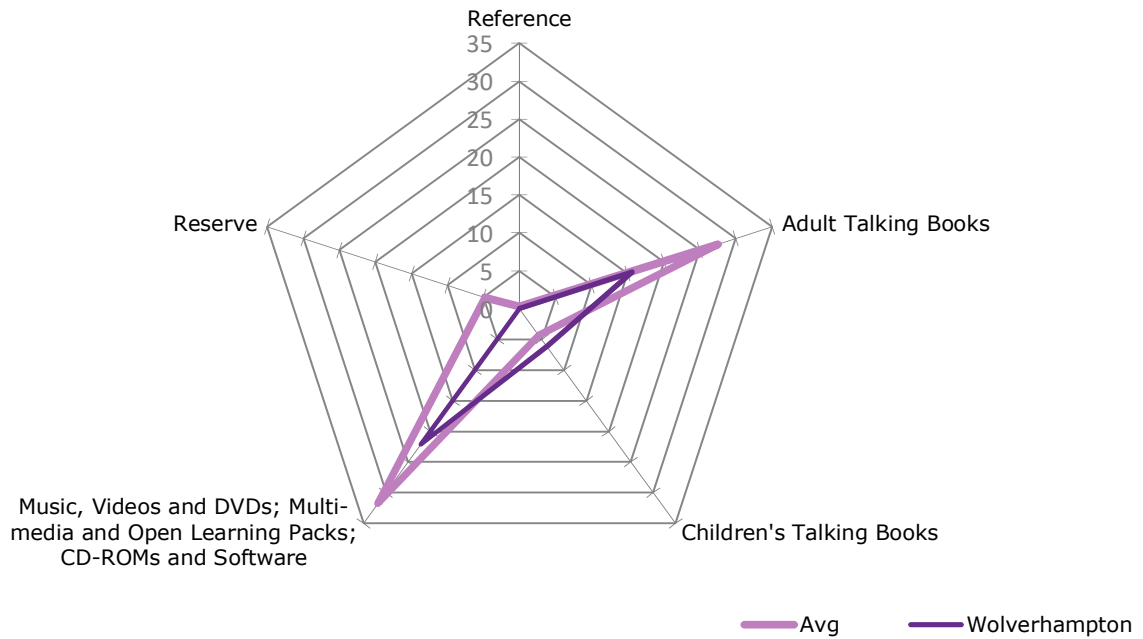 Reference
35
30
25
20
15
10
5
0
Reserve
Adult Talking Books
Music, Videos and DVDs; Multi-
media and Open Learning Packs;
CD-ROMs and Software
Children's Talking Books
Avg
Wolverhampton